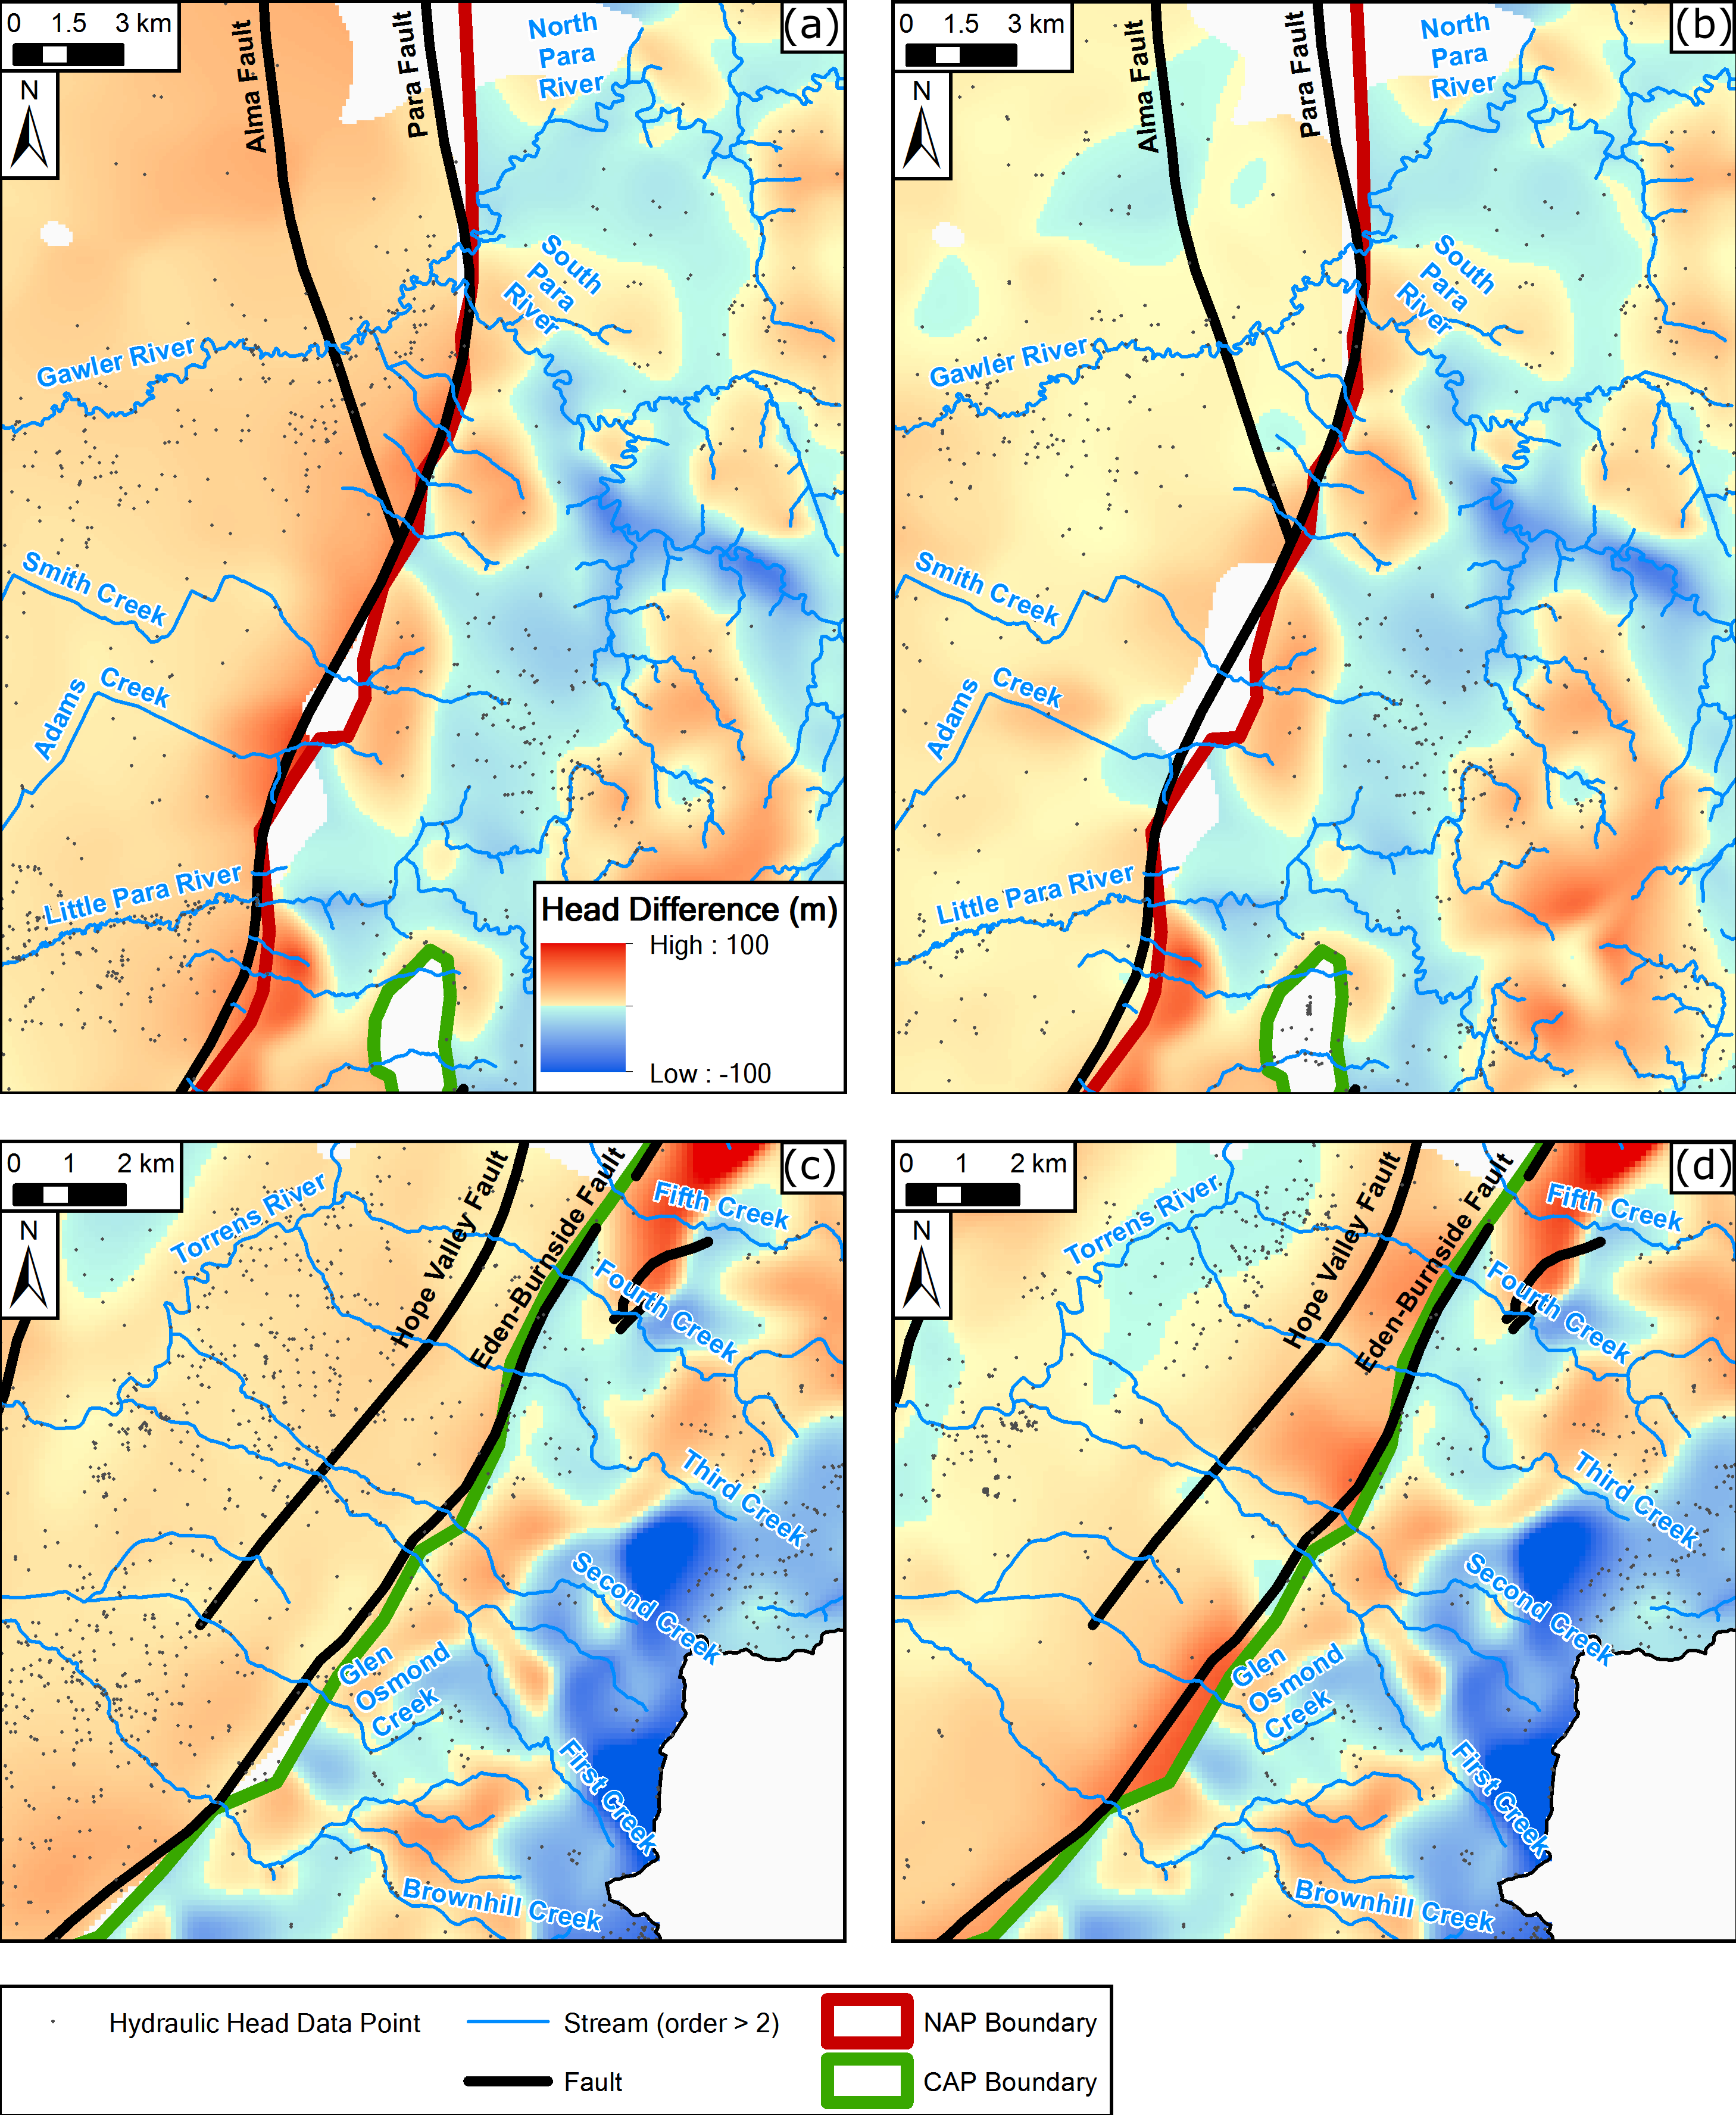 0 1.5 3 km
(a)
N
Alma Fault
Para Fault
North
Para
River
South
Para
River
Gawler River
Smith Creek
Adams Creek
Little Para River
Head Difference (m)
High : 100
Low : -100
0 1.5 3 km
(b)
N
Alma Fault
Para Fault
North
Para
River
South
Para
River
Gawler River
Smith Creek
Adams Creek
Little Para River
0 1 2 km
(c)
N
Torrens River
Hope Valley Fault
Eden-Burnside Fault
Fifth Creek
Fourth Creek
Third Creek
Second Creek
Glen
Osmond
Creek
First Creek
Brownhill Creek
0 1 2 km
(d)
N
Torrens River
Hope Valley Fault
Eden-Burnside Fault
Fifth Creek
Fourth Creek
Third Creek
Second Creek
Glen
Osmond
Creek
First Creek
Brownhill Creek
Hydraulic Head Data Point
Stream (order > 2)
NAP Boundary
Fault
CAP Boundary